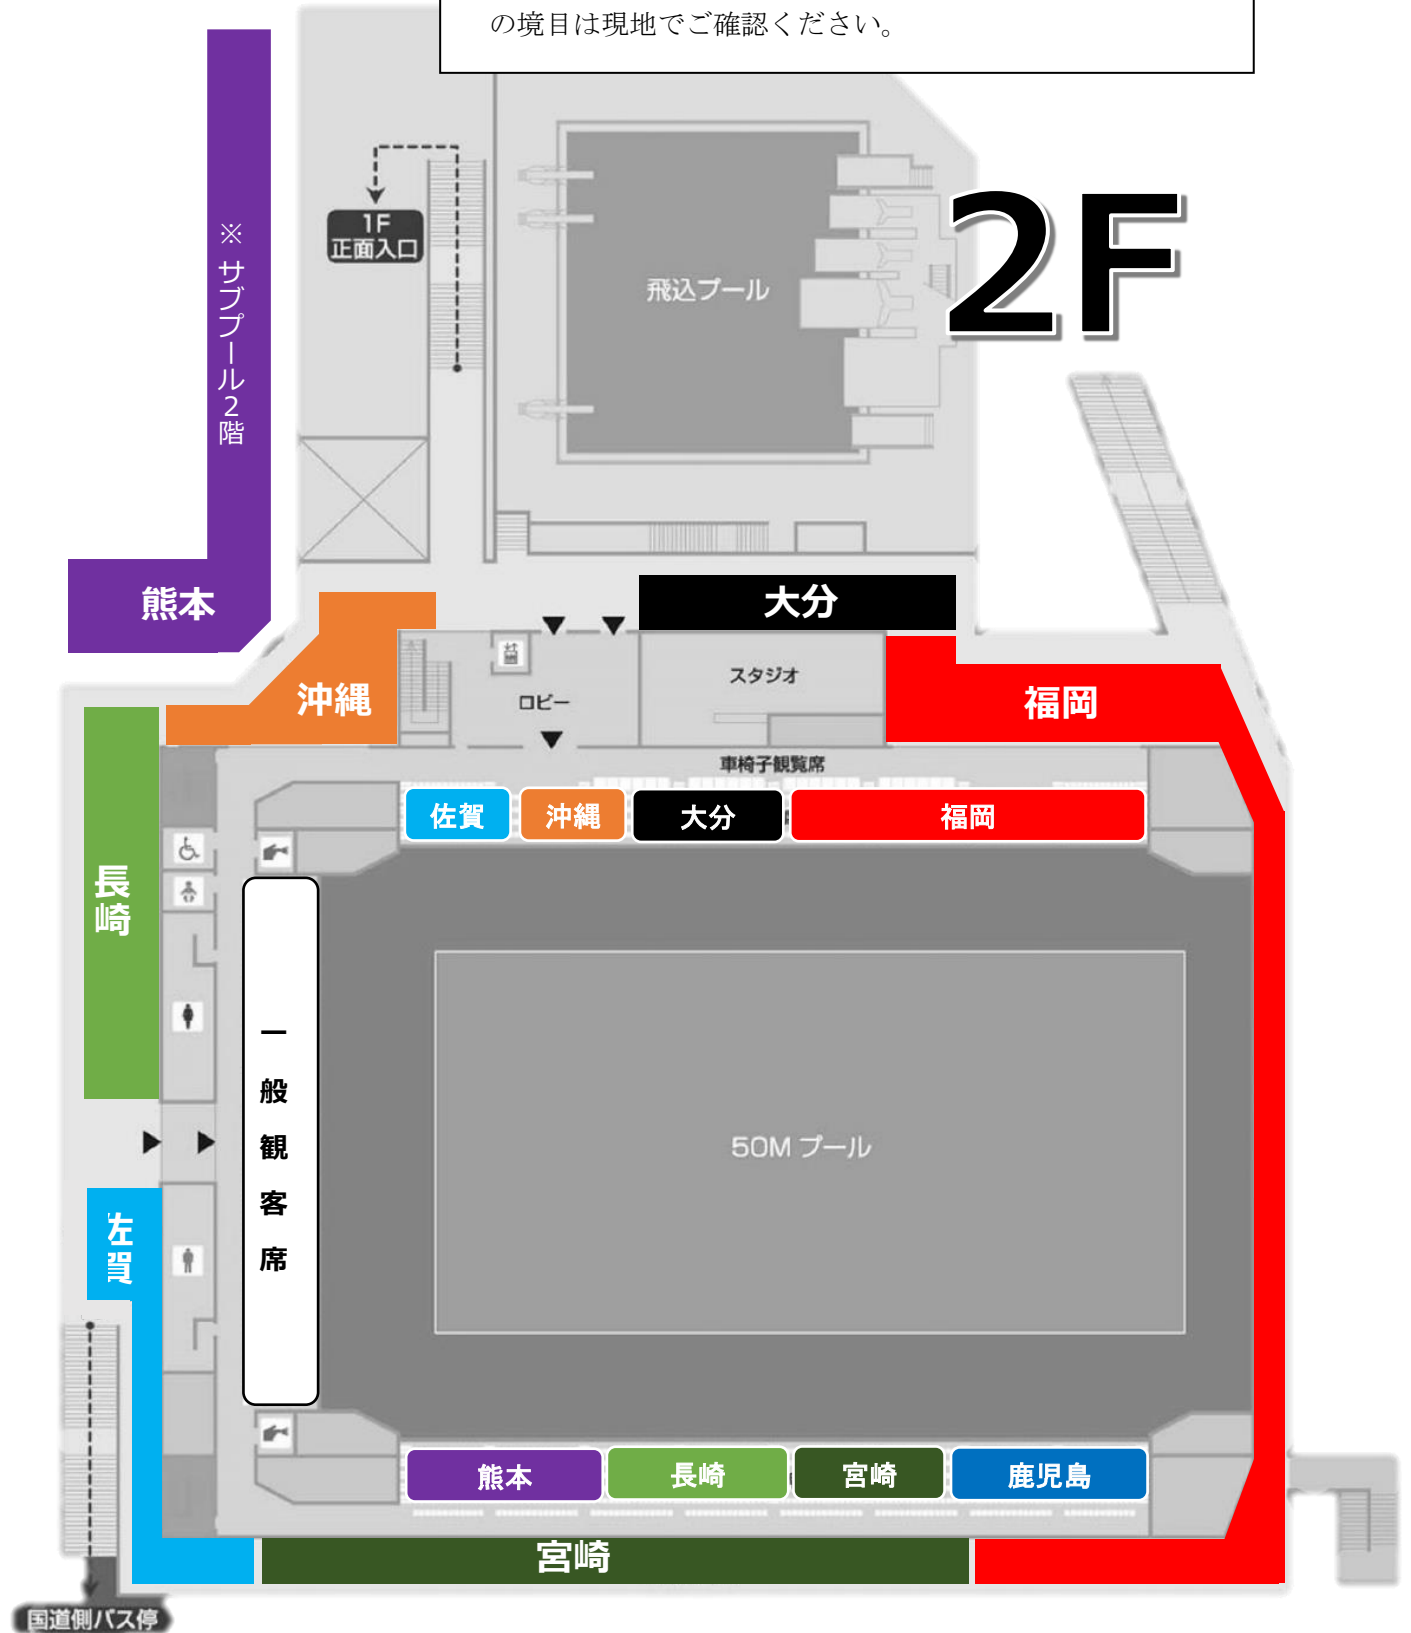 の境目は現地でご確認ください。
2F
※ サブプール2階
1F
正面入口
飛込プール
熊本
大分
沖縄
ロビー
スタジオ
福岡
車椅子観覧席
佐賀
沖縄
大分
福岡
長崎
一般観客席
50M プール
佐賀
熊本
長崎
宮崎
鹿児島
宮崎
国道側バス停